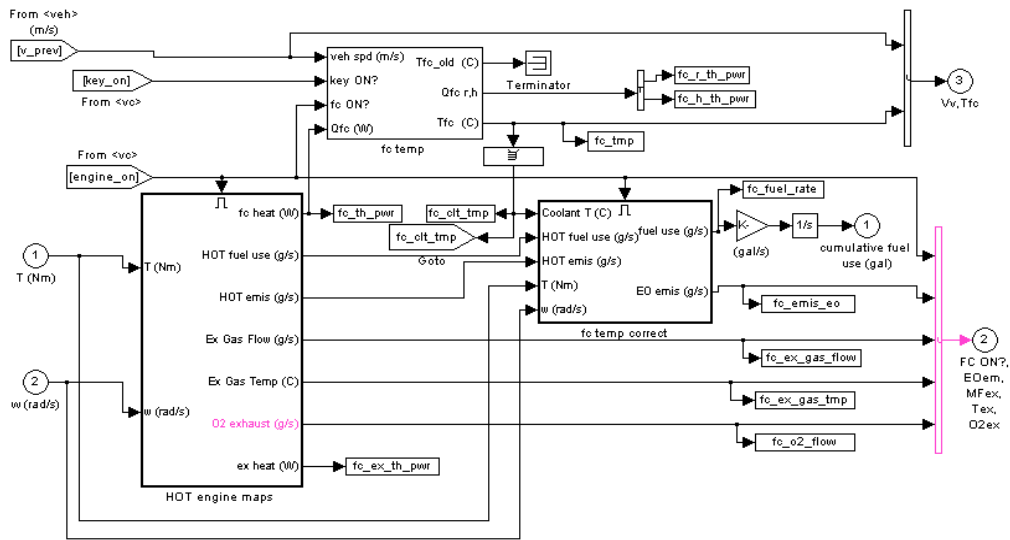 From <veh>
(m/s)
[v_prev]
[key_on]
From <vc>
veh spd (m/s)
key ON?
fc ON?
Qfc (W)
Tfc_old (C)
Qfc r,h
Tfc (C)
fc temp
Terminator
fc_r_th_pwr
fc_h_th_pwr
fc_tmp
3
Vv,Tfc
From <vc>
[engine_on]
fc heat (W)
fc_th_pwr
fc_clt_tmp
fc_clt_tmp
Goto
Coolant T (C)
HOT fuel use (g/s)
HOT emis (g/s)
T (Nm)
w (rad/s)
fuel use (g/s)
EO emis (g/s)
fc temp correct
fc_fuel_rate
K-
(gal/s)
1/s
1
cumulative fuel
use (gal)
fc_emis_eo
1
T (Nm)
2
w (rad/s)
T (Nm)
w (rad/s)
HOT fuel use (g/s)
HOT emis (g/s)
Ex Gas Flow (g/s)
Ex Gas Temp (C)
O2 exhaust (g/s)
ex heat (W)
HOT engine maps
fc_ex_gas_flow
fc_ex_gas_tmp
fc_o2_flow
fc_ex_th_pwr
2
FC ON?,
EOem,
MFex,
Tex,
O2ex